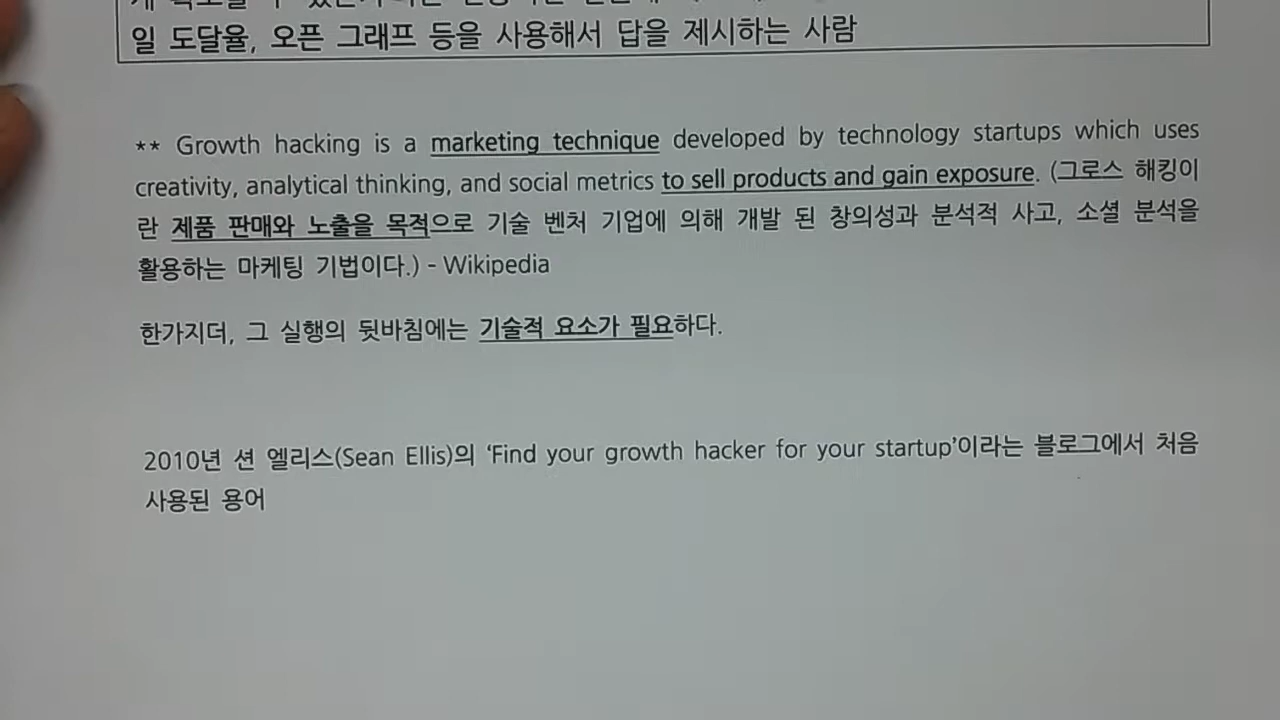 일 도달율, 오픈 그래프 등을 사용해서 답을 제시하는 사람
** Growth hacking is a marketing technique developed by technology startups which uses
creativity, analytical thinking, and social metrics to sell products and gain exposure. (그로스 해킹이
란 제품 판매와 노출을 목적으로 기술 벤처 기업에 의해 개발 된 창의성과 분석적 사고, 소셜 분석을
활용하는 마케팅 기법이다.) - Wikipedia
한가지더, 그 실행의 뒷바침에는 기술적 요소가 필요하다.
2010년 션 엘리스(Sean Ellis)의 ‘Find your growth hacker for your startup’이라는 블로그에서 처음
사용된 용어